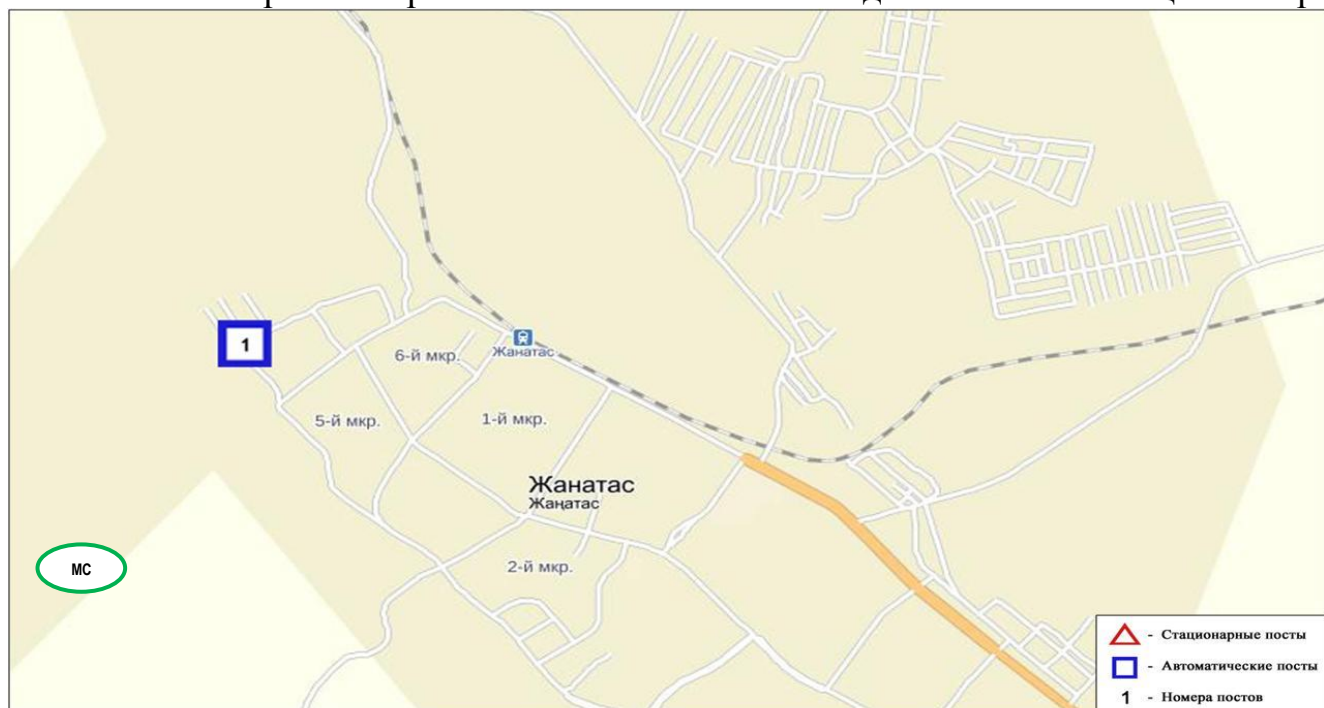 1
Жанатас
6-й мкр.
5-й мкр.
1-й мкр.
Жанатас
Жаңатас
2-й мкр.
МС
- Стационарные посты
- Автоматические посты
1 - Номера постов